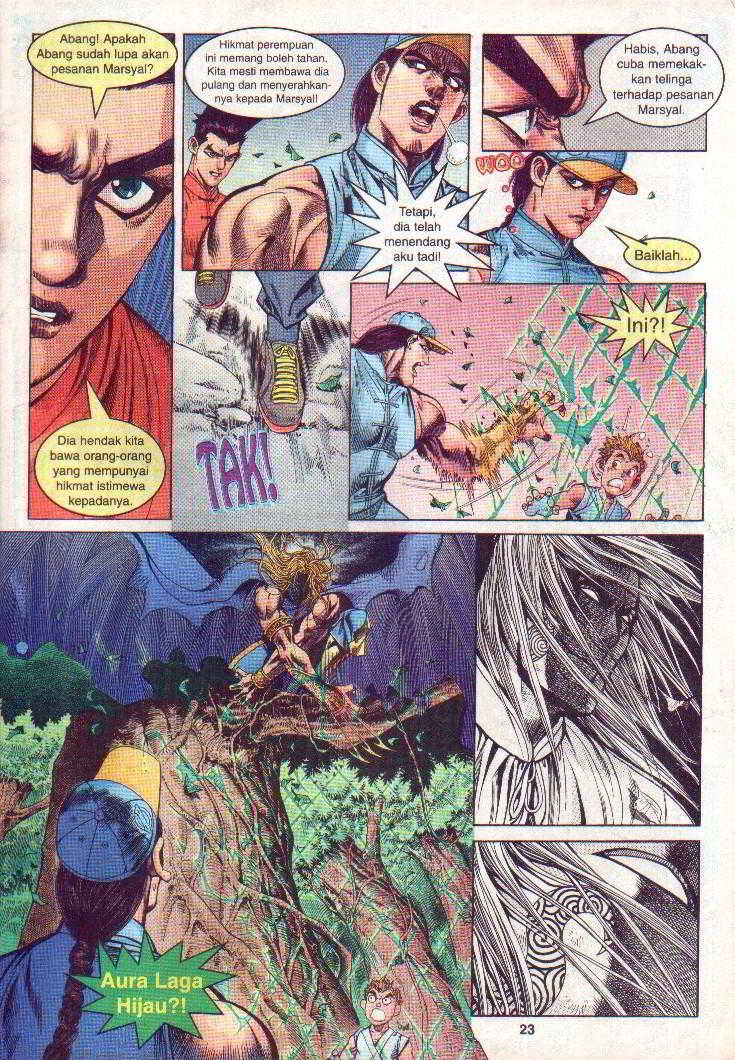 Abang! Apakah
Abang sudah lupa akan
pesanan Marsyal?
Dia hendak kita
bawa orang-orang
yang mempunyai
hikmat istimewa
kepadanya.
Hikmat perempuan
ini memang boleh tahan.
Kita mesti membawa dia
pulang dan menyerahkan-
nya kepada Marsyal!
Tetapi,
dia telah
menendang
aku tadi!
Habis, Abang
cuba memekak-
kan telinga
terhadap pesanan
Marsyal.
WOO
Baiklah...
TAK!
Ini?!
Aura Laga
Hijau?!
23